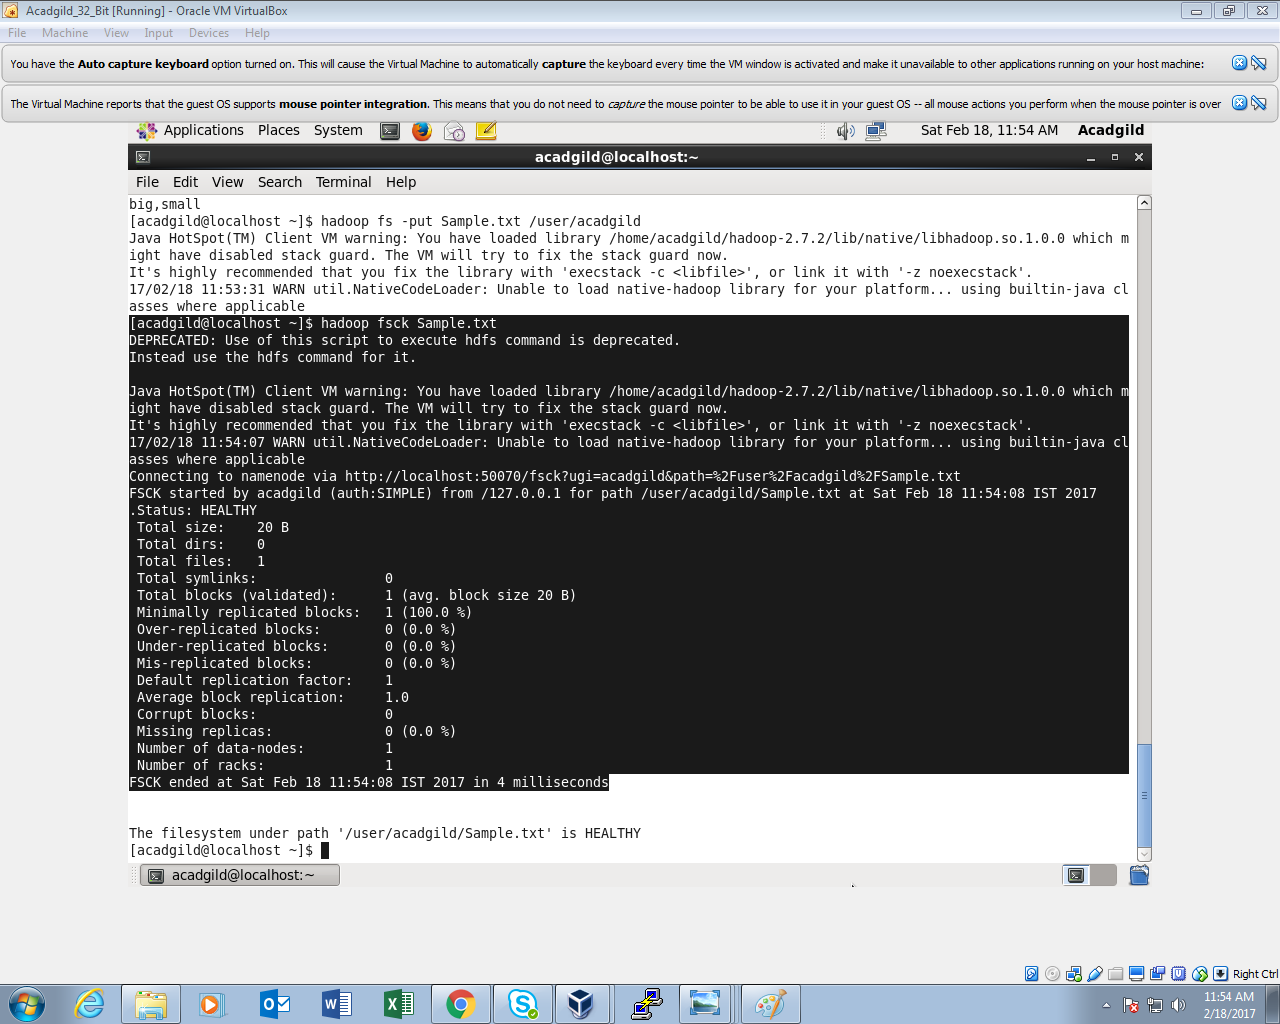 Acadgild_32_Bit [Running] - Oracle VM VirtualBox
File Machine View Input Devices Help
You have the Auto capture keyboard option turned on. This will cause the Virtual Machine to automatically capture the keyboard every time the VM window is activated and make it unavailable to other applications running on your host machine:
The Virtual Machine reports that the guest OS supports mouse pointer integration. This means that you do not need to capture the mouse pointer to be able to use it in your guest OS -- all mouse actions you perform when the mouse pointer is over
Applications Places System Sat Feb 18, 11:54 AM Acadgild
acadgild@localhost:~
File Edit View Search Terminal Help
big,small
[acadgild@localhost ~]$ hadoop fs -put Sample.txt /user/acadgild
Java HotSpot(TM) Client VM warning: You have loaded library /home/acadgild/hadoop-2.7.2/lib/native/libhadoop.so.1.0.0 which m
ight have disabled stack guard. The VM will try to fix the stack guard now.
It's highly recommended that you fix the library with 'execstack -c <libfile>', or link it with '-z noexecstack'.
17/02/18 11:53:31 WARN util.NativeCodeLoader: Unable to load native-hadoop library for your platform... using builtin-java cl
asses where applicable
[acadgild@localhost ~]$ hadoop fsck Sample.txt
DEPRECATED: Use of this script to execute hdfs command is deprecated.
Instead use the hdfs command for it.
Java HotSpot(TM) Client VM warning: You have loaded library /home/acadgild/hadoop-2.7.2/lib/native/libhadoop.so.1.0.0 which m
ight have disabled stack guard. The VM will try to fix the stack guard now.
It's highly recommended that you fix the library with 'execstack -c <libfile>', or link it with '-z noexecstack'.
17/02/18 11:54:07 WARN util.NativeCodeLoader: Unable to load native-hadoop library for your platform... using builtin-java cl
asses where applicable
Connecting to namenode via http://localhost:50070/fsck?ugi=acadgild&path=%2Fuser%2Facadgild%2FSample.txt
FSCK started by acadgild (auth:SIMPLE) from /127.0.0.1 for path /user/acadgild/Sample.txt at Sat Feb 18 11:54:08 IST 2017
.Status: HEALTHY
Total size: 20 B
Total dirs: 0
Total files: 1
Total symlinks: 0
Total blocks (validated): 1 (avg. block size 20 B)
Minimally replicated blocks: 1 (100.0 %)
Over-replicated blocks: 0 (0.0 %)
Under-replicated blocks: 0 (0.0 %)
Mis-replicated blocks: 0 (0.0 %)
Default replication factor: 1
Average block replication: 1.0
Corrupt blocks: 0
Missing replicas: 0 (0.0 %)
Number of data-nodes: 1
Number of racks: 1
FSCK ended at Sat Feb 18 11:54:08 IST 2017 in 4 milliseconds
The filesystem under path '/user/acadgild/Sample.txt' is HEALTHY
[acadgild@localhost ~]$
acadgild@localhost:~
Right Ctrl
11:54 AM
2/18/2017